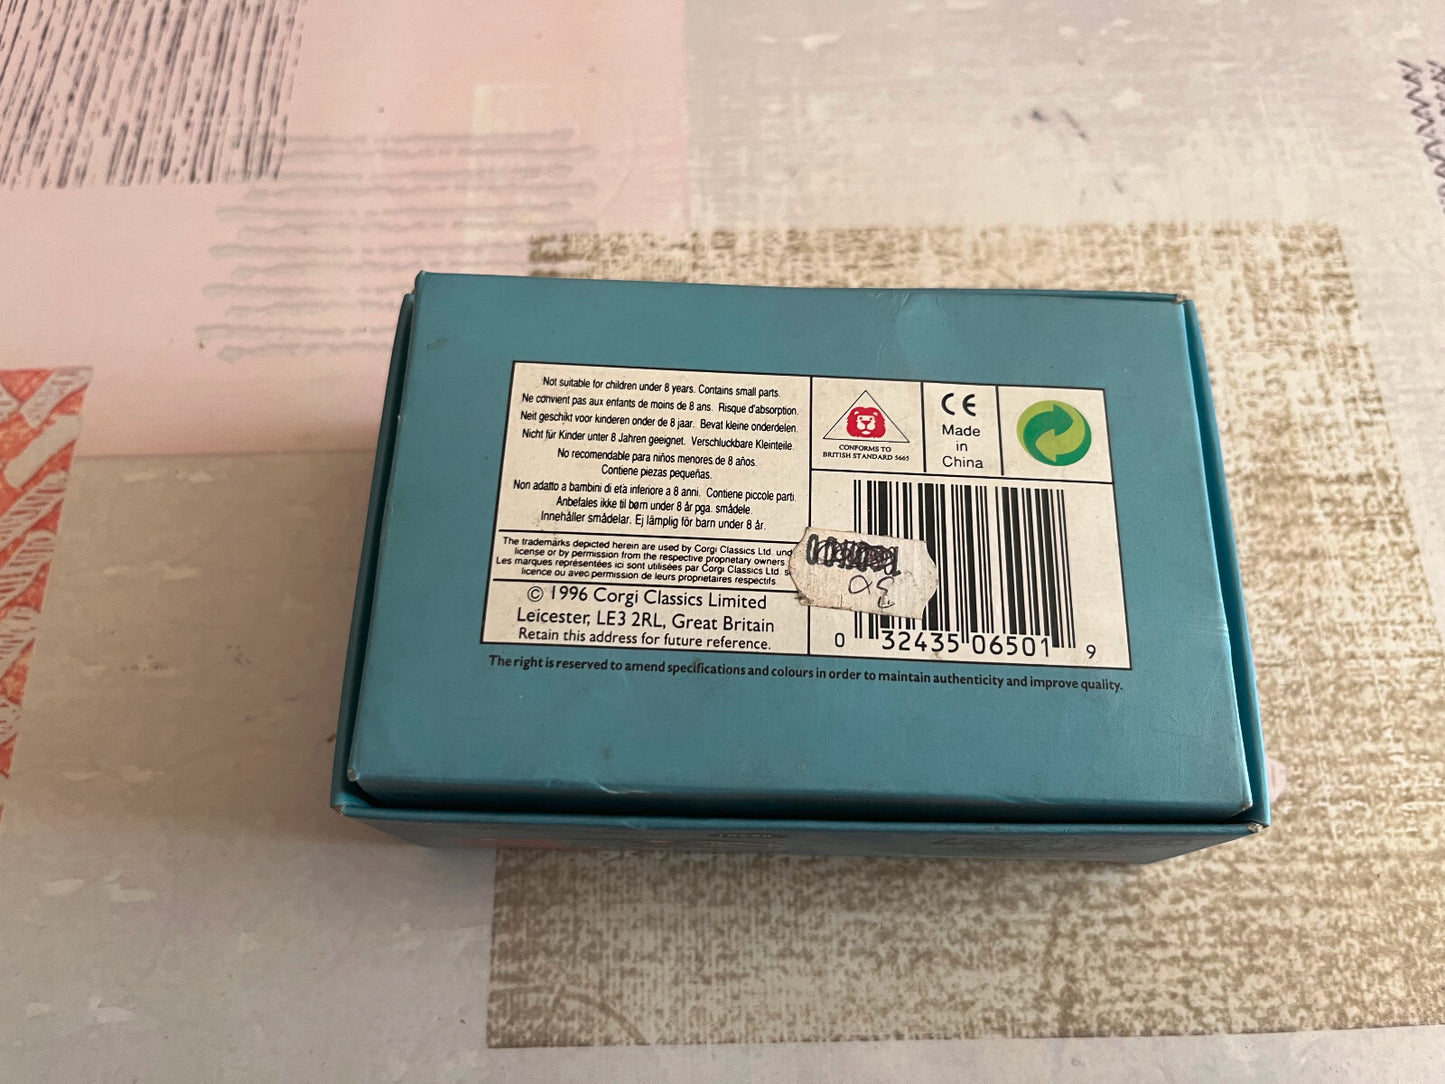 Not suitable for children under 8 years. Contains small parts.
Ne convient pas aux enfants de moins de 8 ans. Risque d'absorption.
Neit geschikt voor kinderen onder de 8 jaar. Bevat kleine onderdelen.
Nicht für Kinder unter 8 Jahren geeignet. Verschluckbare Kleinteile.
No recomendable para niños menores de 8 años.
Contiene piezas pequeñas.
Non adatto a bambini di età inferiore a 8 anni. Contiene piccole parti.
Anbefales ikke til børn under 8 år pga. smådele.
Innehåller smådelar. Ej lämplig för barn under 8 år.
The trademarks depicted herein are used by Corgi Classics Ltd.
license or by permission from the respective proprietary owners.
Les marques représentées ici sont utilisées par Corgi Classics Ltd.
licence ou avec permission de leurs proprietaires respectifs.
© 1996 Corgi Classics Limited
Leicester, LE3 2RL, Great Britain
Retain this address for future reference.
CONFORMS TO
BRITISH STANDARD 5665
CE
Made
in
China
0 32435 06501 9
The right is reserved to amend specifications and colours in order to maintain authenticity and improve quality.